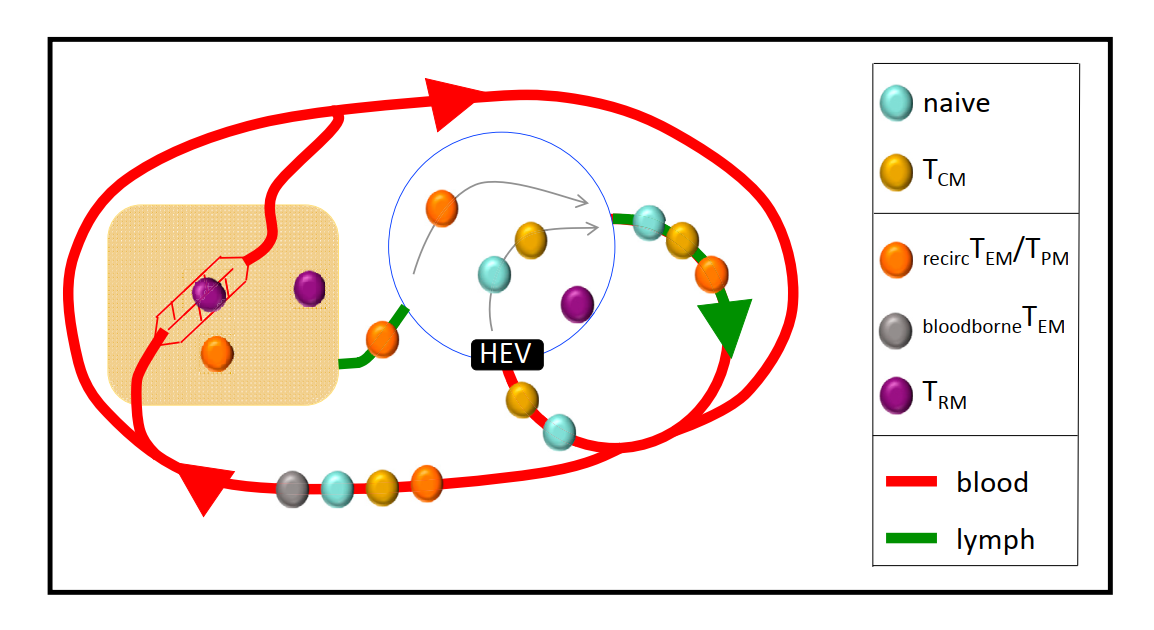 naive
TCM
recircTEM/TPM
HEV
bloodborneTEM
TRM
blood
lymph